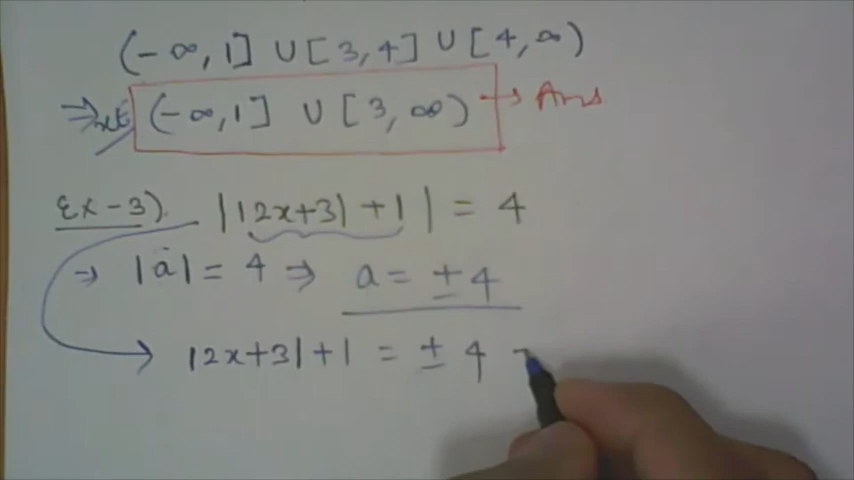 (-∞,1] ∪ [3,4] ∪ [4,∞)
⇒ x∈ (-∞,1] ∪ [3,∞) → Ans
Ex-3). ||2x+3|+1| = 4
→ |a| = 4 ⇒ a = ±4
|2x+3|+1 = ±4